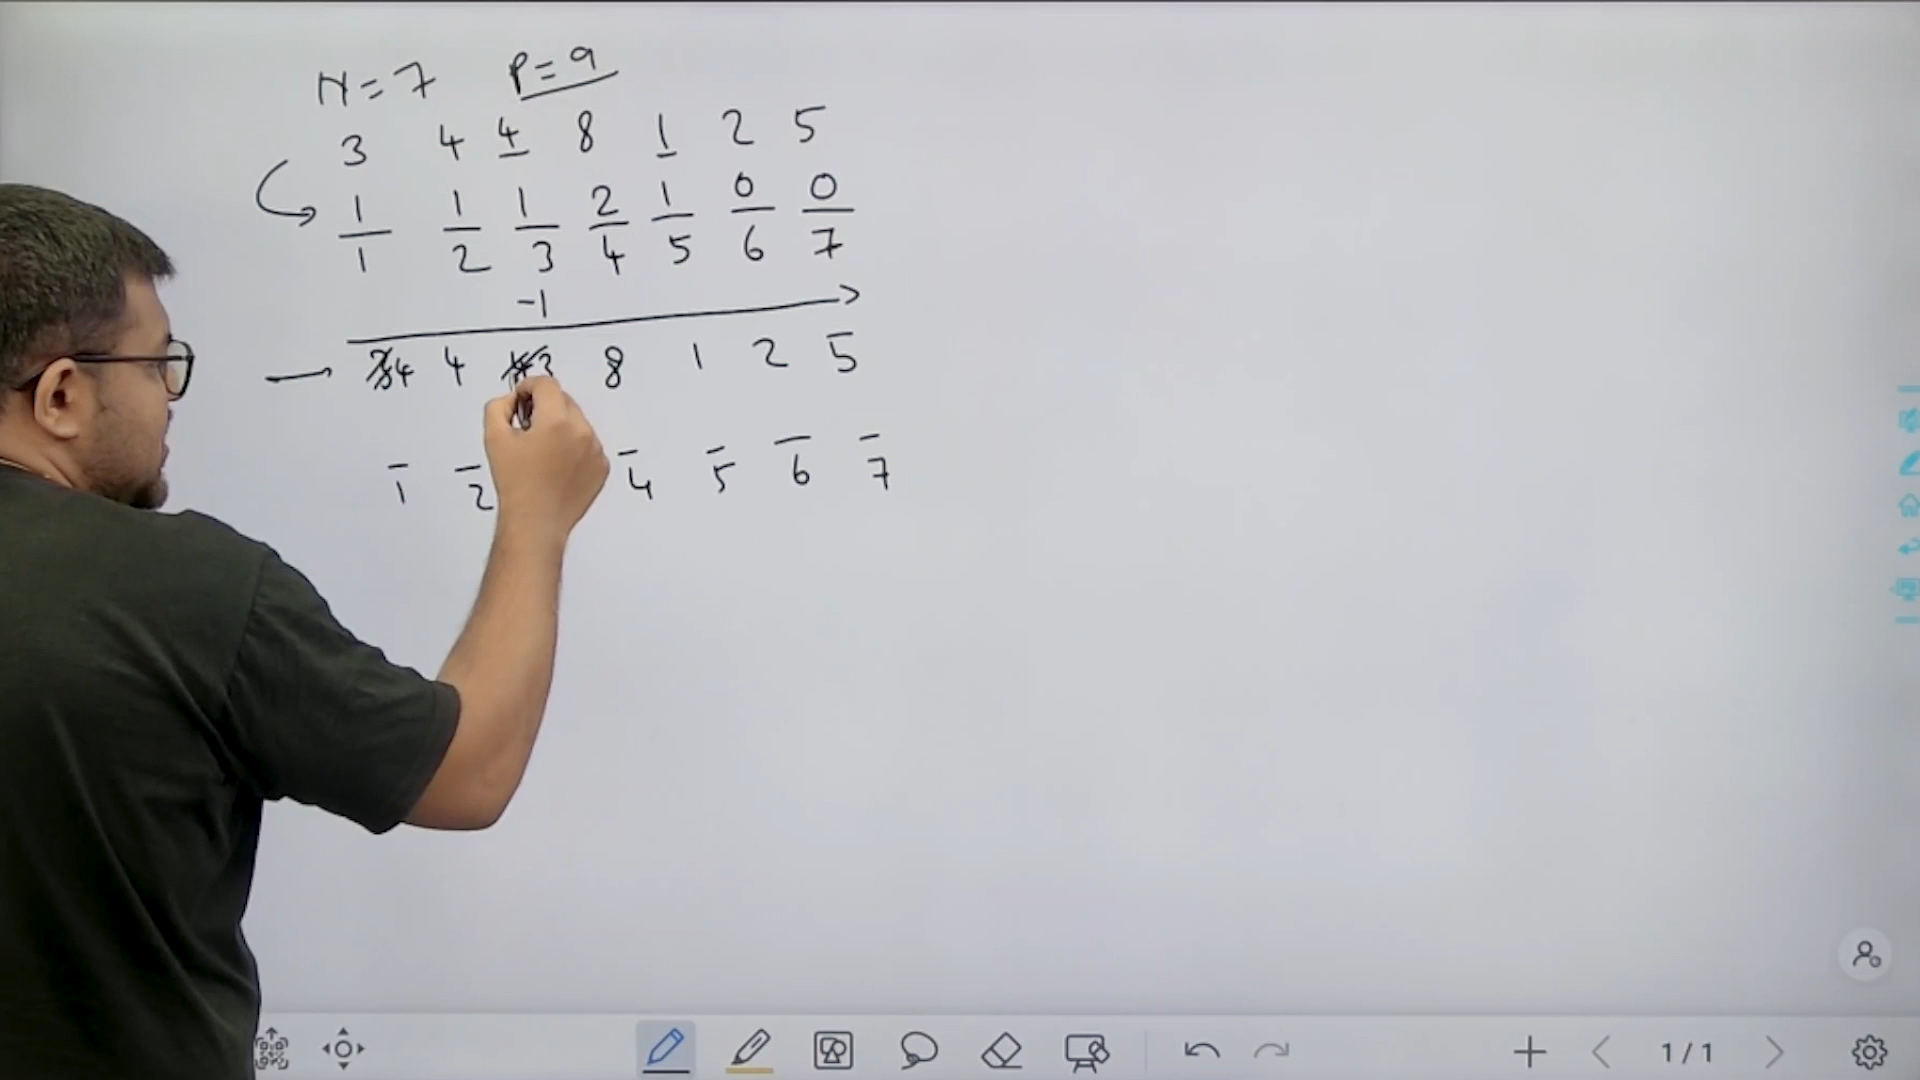 N=7 P=9
3 4 4 8 1 2 5
1 1 1 2 1 0 0
1 2 3 4 5 6 7
-1
4 4 3 8 1 2 5
1 2 4 5 6 7
1/1